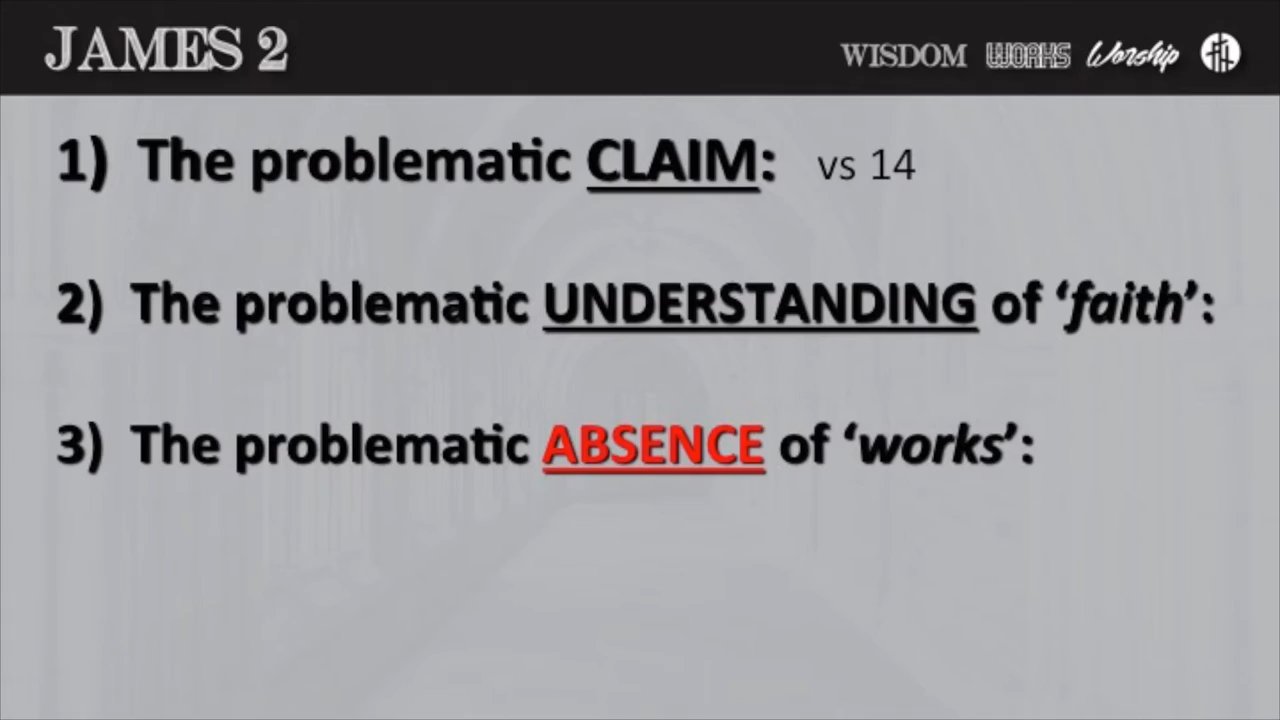 JAMES 2
WISDOM WORKS Worship
1) The problematic CLAIM: vs 14
2) The problematic UNDERSTANDING of ‘faith’:
3) The problematic ABSENCE of ‘works’: